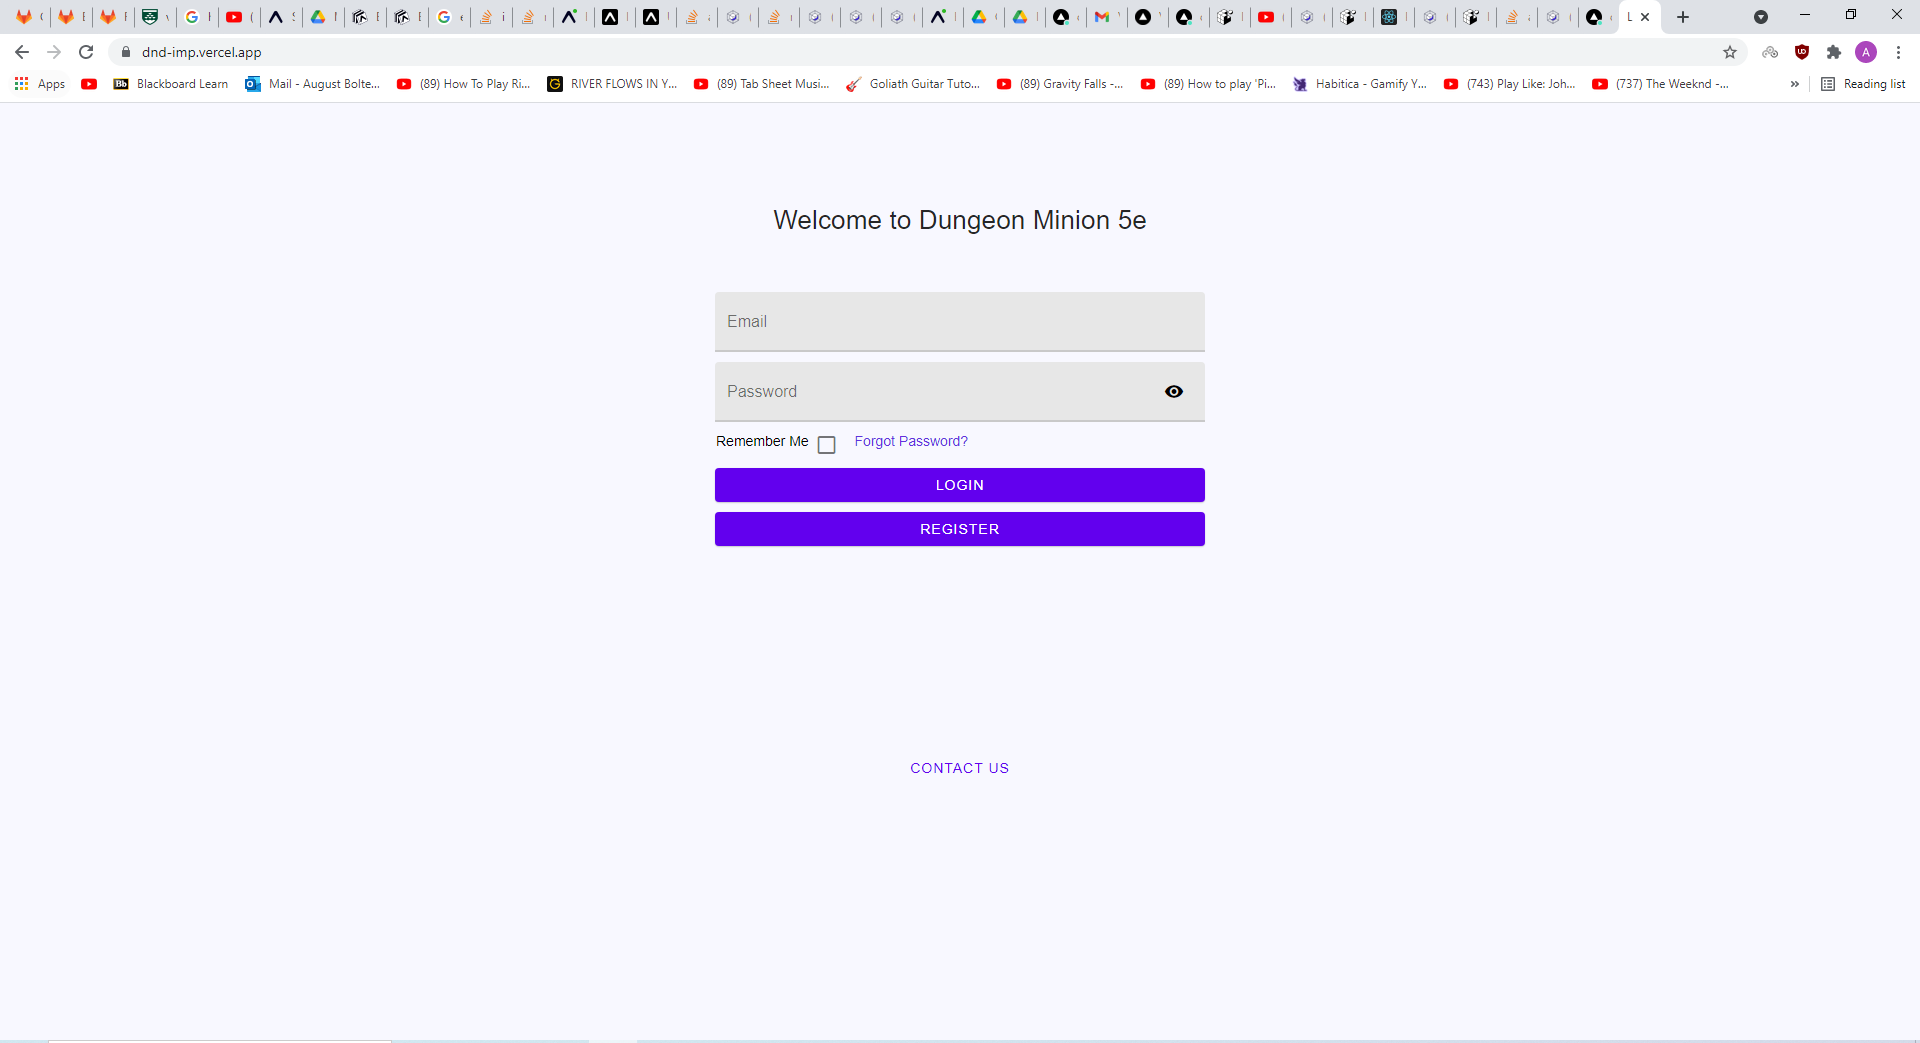 dnd-imp.vercel.app
A
Apps Bb Blackboard Learn Mail - August Bolte... (89) How To Play Ri... G RIVER FLOWS IN Y... (89) Tab Sheet Musi... Goliath Guitar Tuto... (89) Gravity Falls -... (89) How to play 'Pi... Habitica - Gamify Y... (743) Play Like: Joh... (737) The Weeknd -... » Reading list
Welcome to Dungeon Minion 5e
Email
Password
Remember Me Forgot Password?
LOGIN
REGISTER
CONTACT US